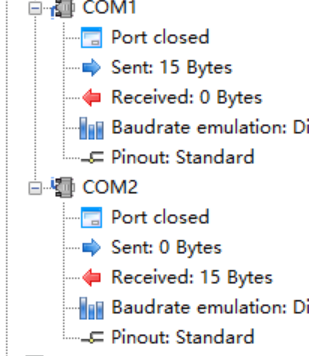 COM1
Port closed
Sent: 15 Bytes
Received: 0 Bytes
Baudrate emulation: Di
Pinout: Standard
COM2
Port closed
Sent: 0 Bytes
Received: 15 Bytes
Baudrate emulation: Di
Pinout: Standard